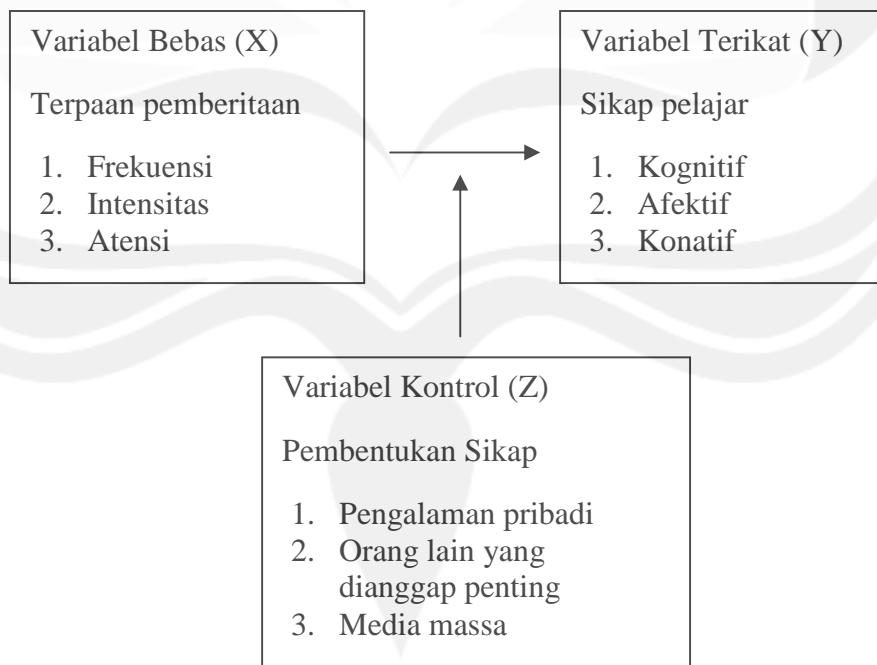 Variabel Bebas (X)
Terpaan pemberitaan
1. Frekuensi
2. Intensitas
3. Atensi
Variabel Terikat (Y)
Sikap pelajar
1. Kognitif
2. Afektif
3. Konatif
Variabel Kontrol (Z)
Pembentukan Sikap
1. Pengalaman pribadi
2. Orang lain yang
dianggap penting
3. Media massa